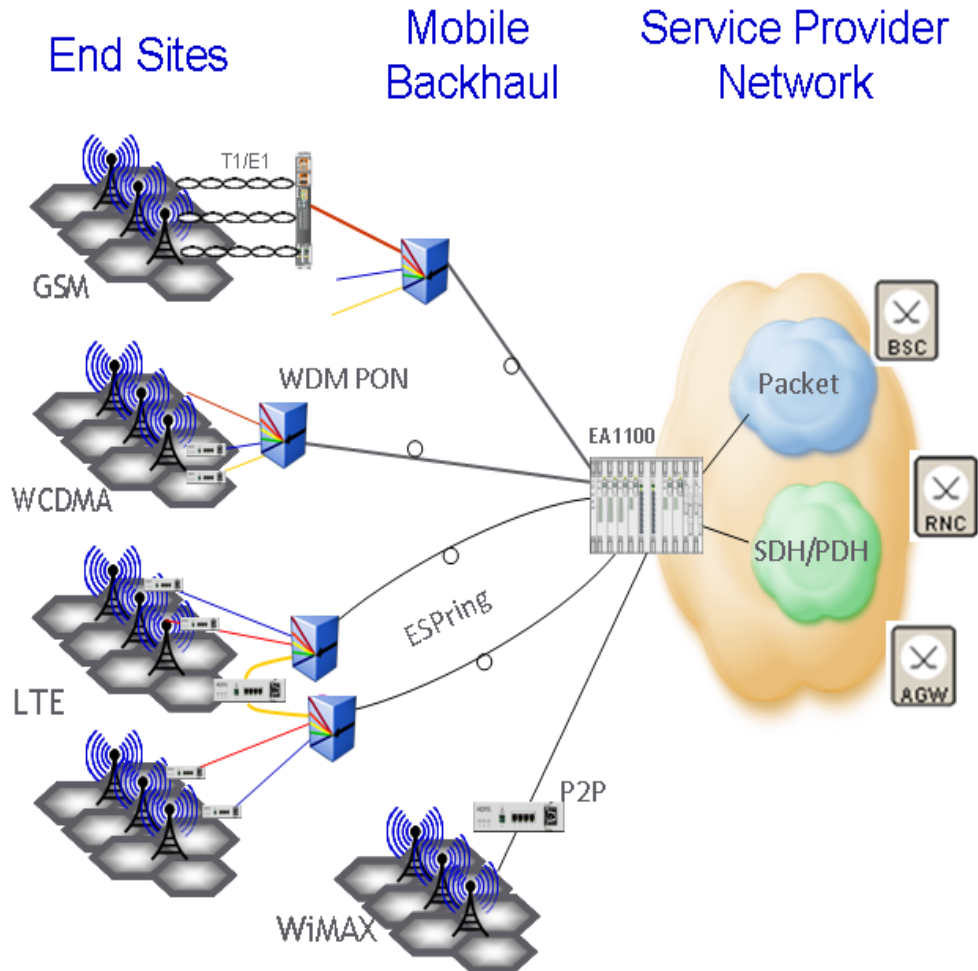 End Sites
Mobile
Backhaul
Service Provider
Network
T1/E1
GSM
BSC
WDM PON
Packet
EA1100
WCDMA
RNC
SDH/PDH
ESPring
LTE
AGW
P2P
WiMAX